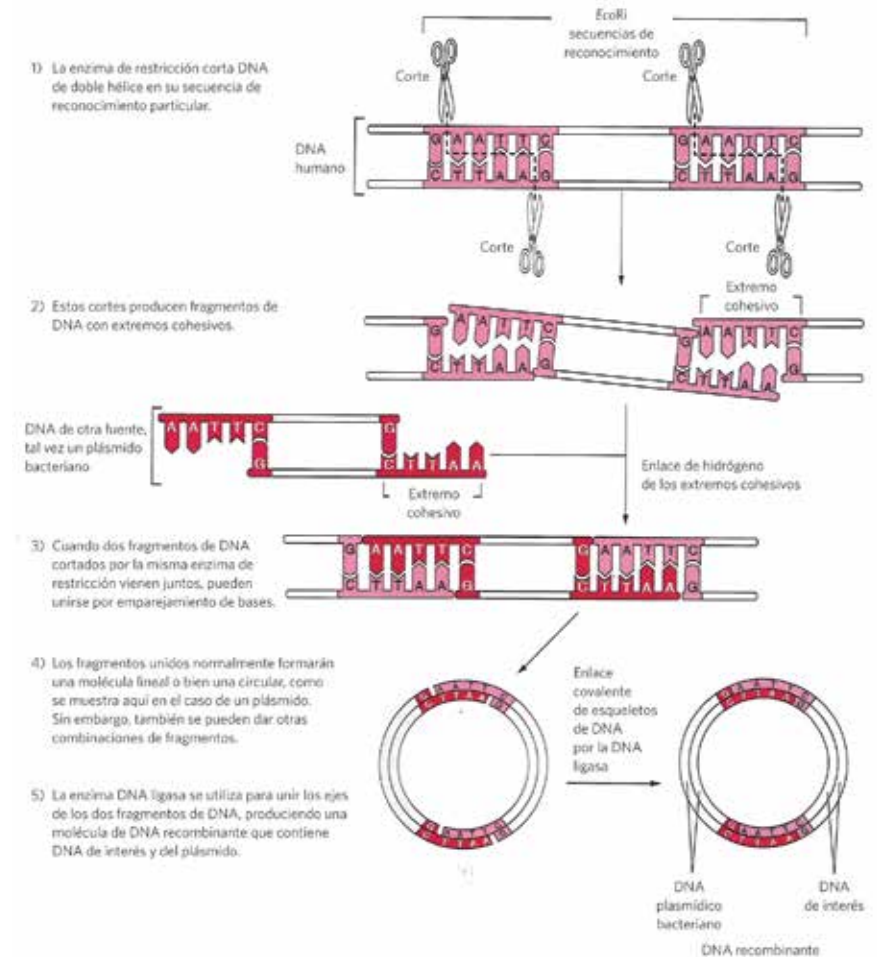 EcoRi
secuencias de
reconocimiento
1) La enzima de restricción corta DNA
de doble hélice en su secuencia de
reconocimiento particular.
Corte
Corte
DNA
humano
G A A T T C
C T T A A G
G A A T T C
C T T A A G
Corte
Corte
2) Estos cortes producen fragmentos de
DNA con extremos cohesivos.
Extremo
cohesivo
G A A T T C
C T T A A G
G A A T T C
C T T A A G
DNA de otra fuente,
tal vez un plásmido
bacteriano
A A T T C
G
G
C T T A A
Extremo
cohesivo
Enlace de hidrógeno
de los extremos cohesivos
3) Cuando dos fragmentos de DNA
cortados por la misma enzima de
restricción vienen juntos, pueden
unirse por emparejamiento de bases.
G A A T T C
C T T A A G
G A A T T C
C T T A A G
4) Los fragmentos unidos normalmente formarán
una molécula lineal o bien una circular, como
se muestra aquí en el caso de un plásmido.
Sin embargo, también se pueden dar otras
combinaciones de fragmentos.
Enlace
covalente
de esqueletos
de DNA
por la DNA
ligasa
5) La enzima DNA ligasa se utiliza para unir los ejes
de los dos fragmentos de DNA, produciendo una
molécula de DNA recombinante que contiene
DNA de interés y del plásmido.
DNA
plasmídico
bacteriano
DNA
de interés
DNA recombinante